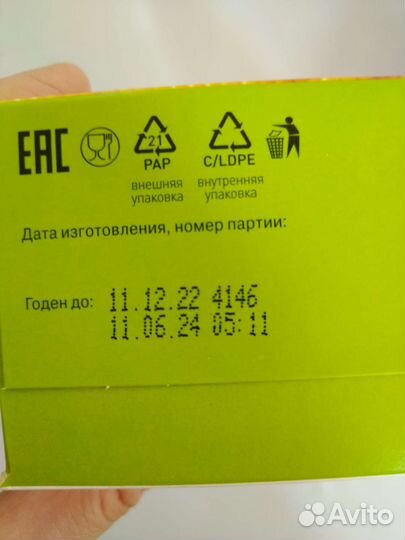 EAC
21
PAP
C/LDPE
внешняя
упаковка
внутренняя
упаковка
Дата изготовления, номер партии:
Годен до:
11.12.22 4146
11.06.24 05:11
Avito